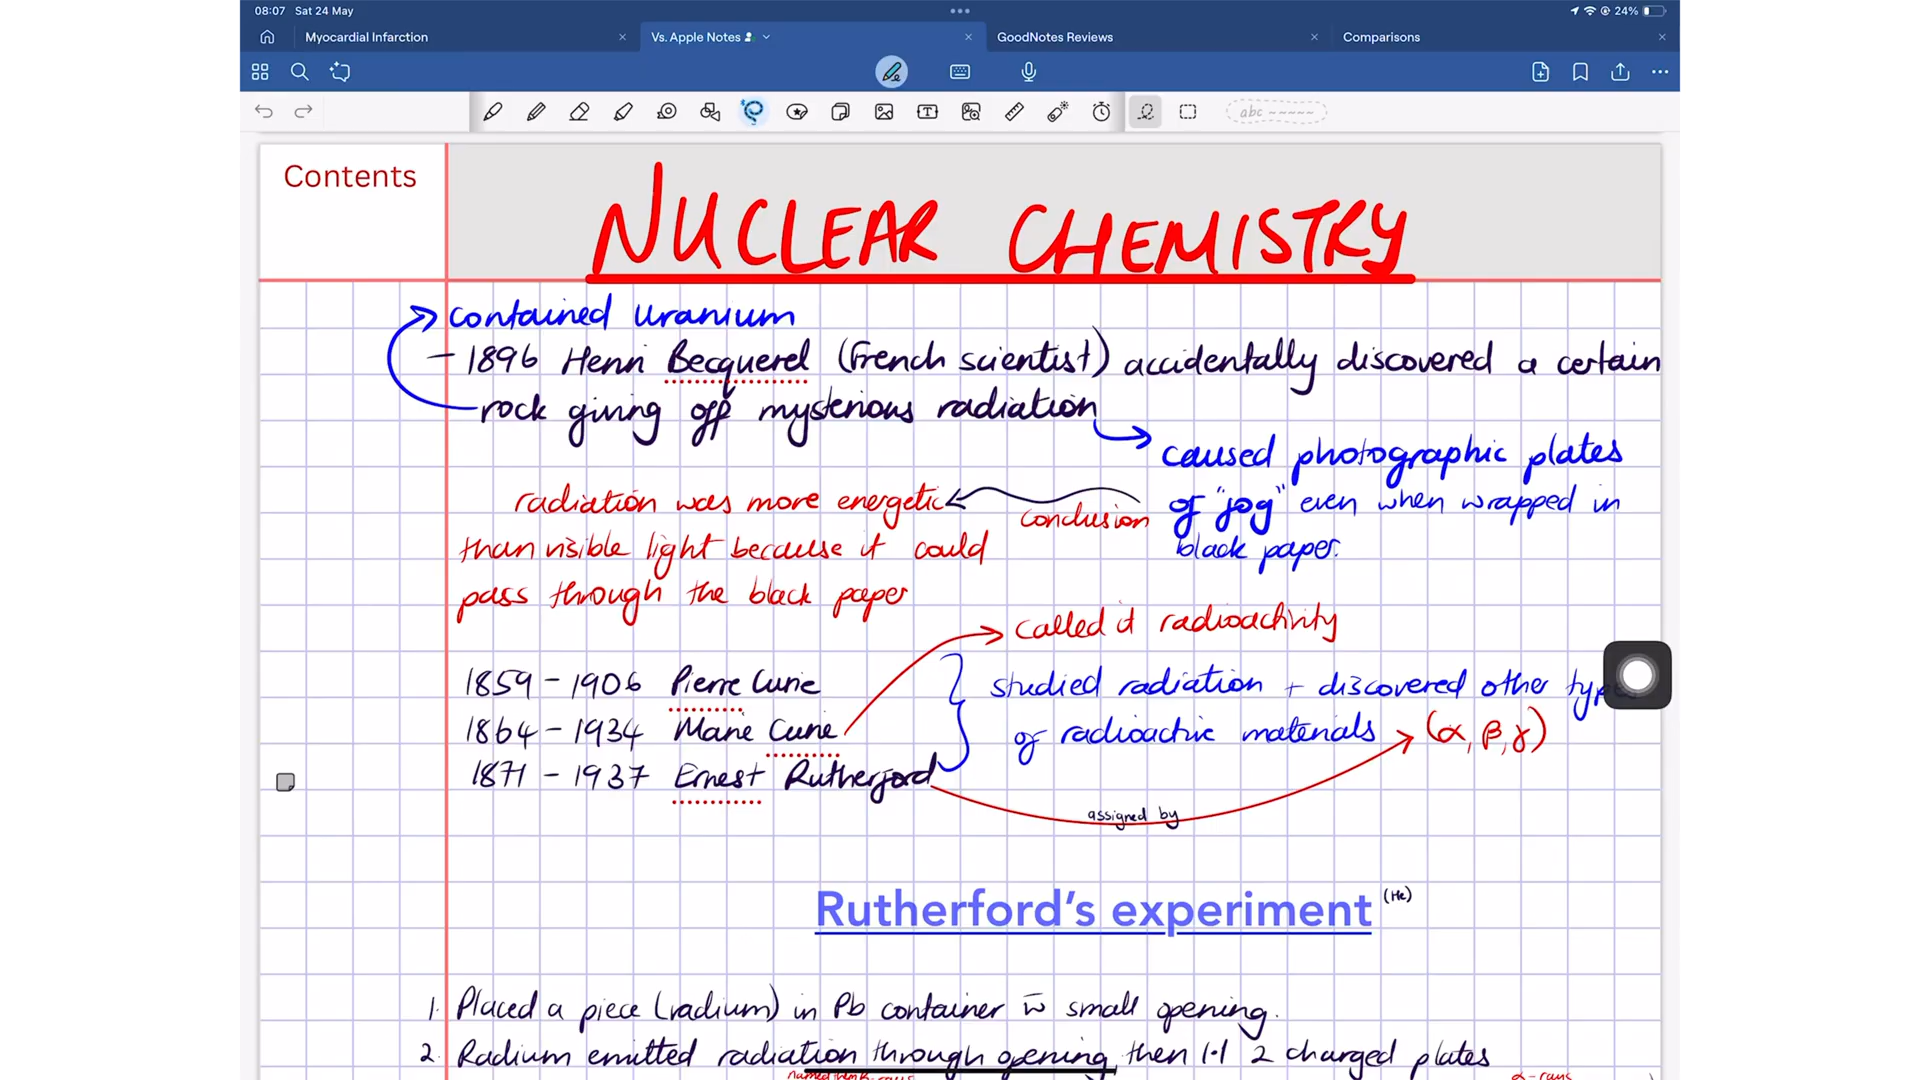 08:07 Sat 24 May
24%
Myocardial Infarction
Vs. Apple Notes
GoodNotes Reviews
Comparisons
abc
Contents
NUCLEAR CHEMISTRY
contained uranium
- 1896 Henri Becquerel (French scientist) accidentally discovered a certain
rock giving off mysterious radiation
caused photographic plates
of "fog" even when wrapped in
black paper.
conclusion
radiation was more energetic
than visible light because it could
pass through the black paper
called it radioactivity
1859 - 1906 Pierre Curie
1864 - 1934 Marie Curie
1871 - 1937 Ernest Rutherford
studied radiation + discovered other types
of radioactive materials
(α, β, γ)
assigned by
Rutherford's experiment (He)
1. Placed a piece (radium) in Pb container w̄ small opening.
2. Radium emitted radiation through opening then 1·1 2 charged plates
α-rays